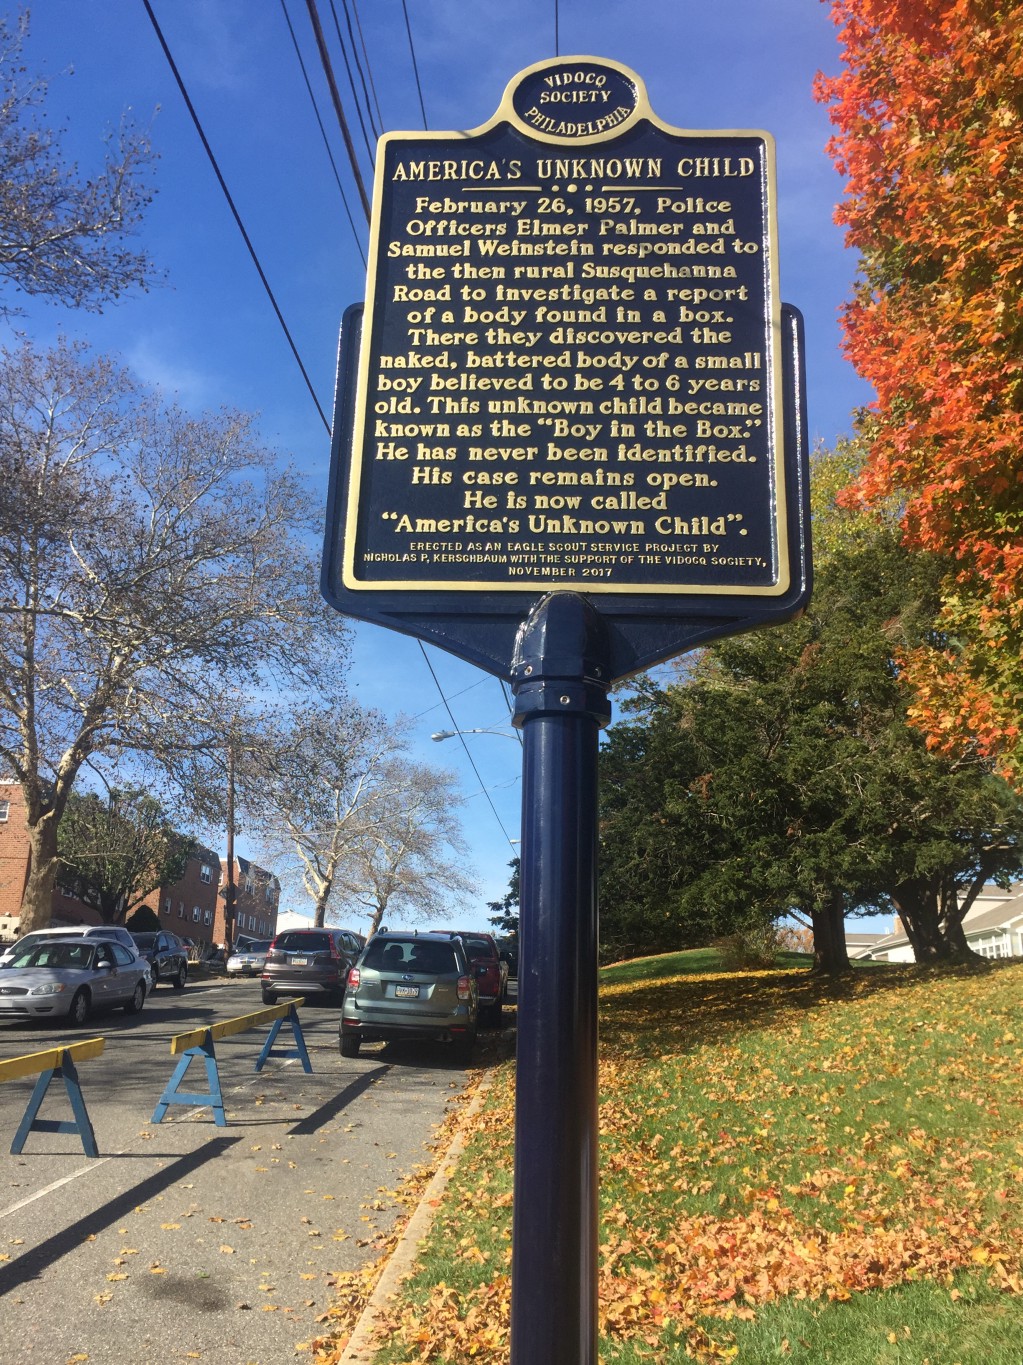 VIDOCQ
SOCIETY
PHILADELPHIA
AMERICA'S UNKNOWN CHILD
February 26, 1957, Police
Officers Elmer Palmer and
Samuel Weinstein responded to
the then rural Susquehanna
Road to investigate a report
of a body found in a box.
There they discovered the
naked, battered body of a small
boy believed to be 4 to 6 years
old. This unknown child became
known as the "Boy in the Box."
He has never been identified.
His case remains open.
He is now called
"America's Unknown Child".
ERECTED AS AN EAGLE SCOUT SERVICE PROJECT BY
NICHOLAS P. KERSCHBAUM WITH THE SUPPORT OF THE VIDOCQ SOCIETY,
NOVEMBER 2017